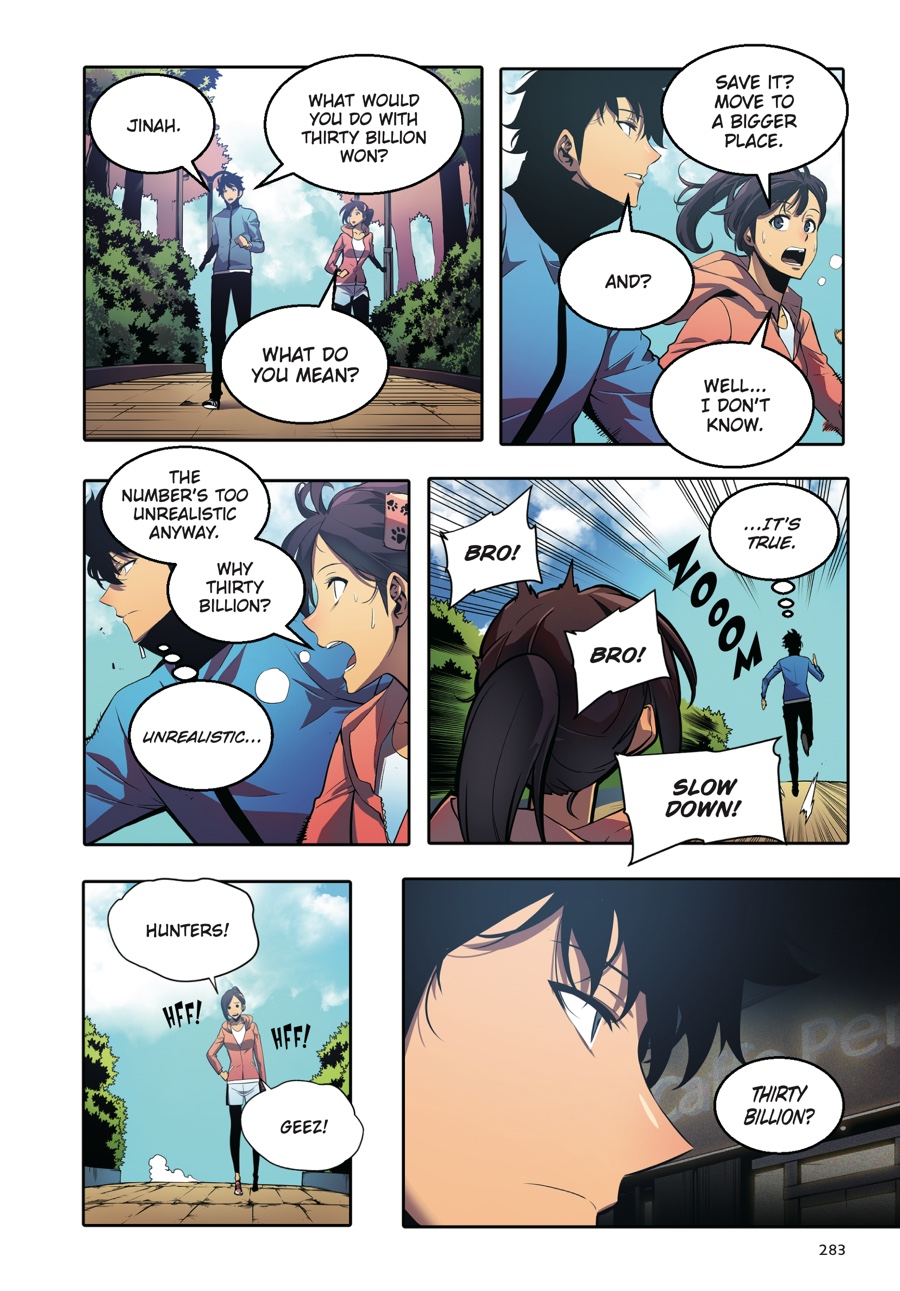 JINAH.
WHAT WOULD
YOU DO WITH
THIRTY BILLION
WON?
WHAT DO
YOU MEAN?
SAVE IT?
MOVE TO
A BIGGER
PLACE.
AND?
WELL...
I DON'T
KNOW.
THE
NUMBER'S TOO
UNREALISTIC
ANYWAY.
WHY
THIRTY
BILLION?
UNREALISTIC...
BRO!
BRO!
...IT'S
TRUE.
NOOOM
SLOW
DOWN!
HUNTERS!
HFF!
HFF!
GEEZ!
THIRTY
BILLION?
283